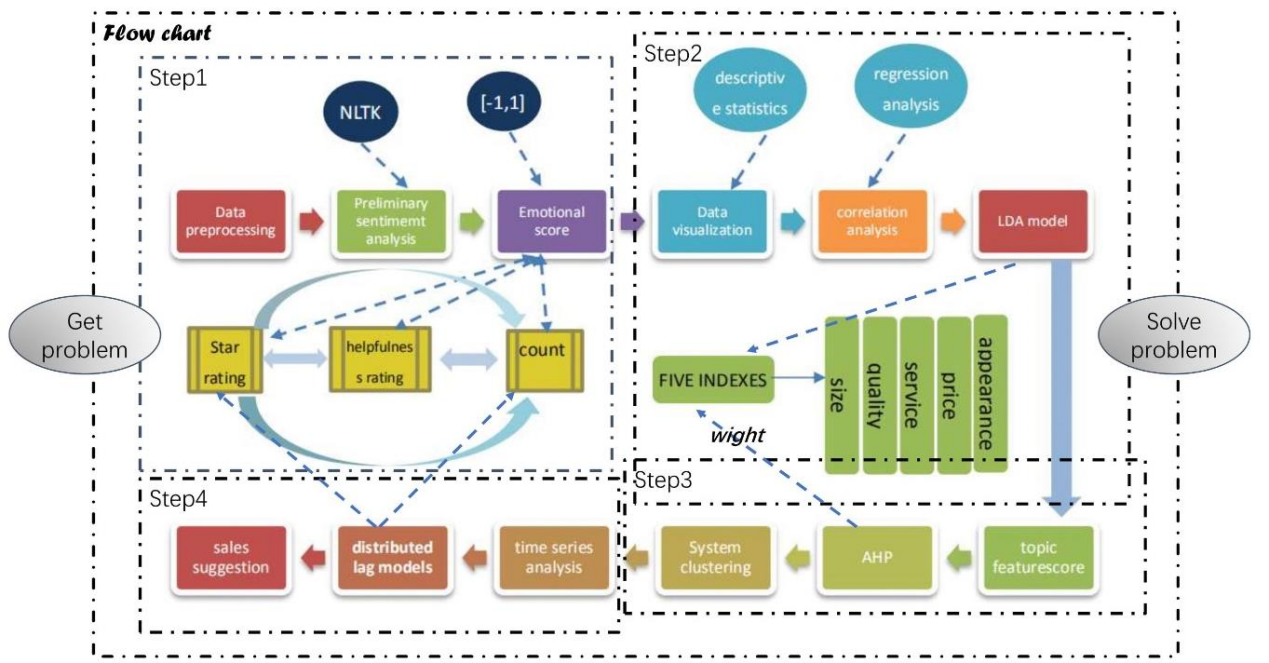 Flow chart
Step1
NLTK
[-1,1]
Data
preprocessing
Preliminary
sentimemt
analysis
Emotional
score
Star
rating
helpfulnes
s rating
count
Get
problem
Step2
descriptiv
e statistics
regression
analysis
Data
visualization
correlation
analysis
LDA model
FIVE INDEXES
size
quality
service
price
appearance
wight
Solve
problem
Step3
System
clustering
AHP
topic
featurescore
Step4
sales
suggestion
distributed
lag models
time series
analysis